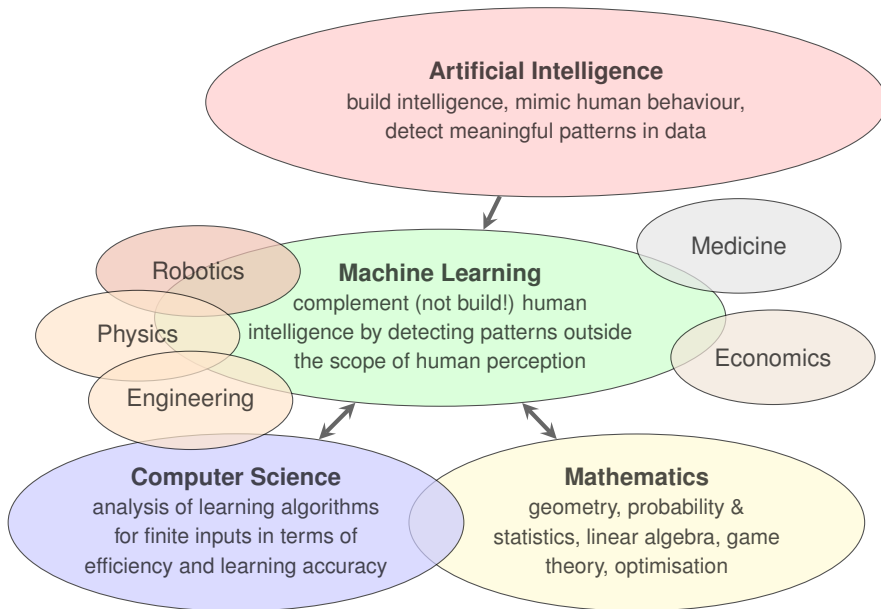 Artificial Intelligence
build intelligence, mimic human behaviour,
detect meaningful patterns in data
Medicine
Robotics
Machine Learning
complement (not build!) human
intelligence by detecting patterns outside
the scope of human perception
Physics
Economics
Engineering
Computer Science
analysis of learning algorithms
for finite inputs in terms of
efficiency and learning accuracy
Mathematics
geometry, probability &
statistics, linear algebra, game
theory, optimisation